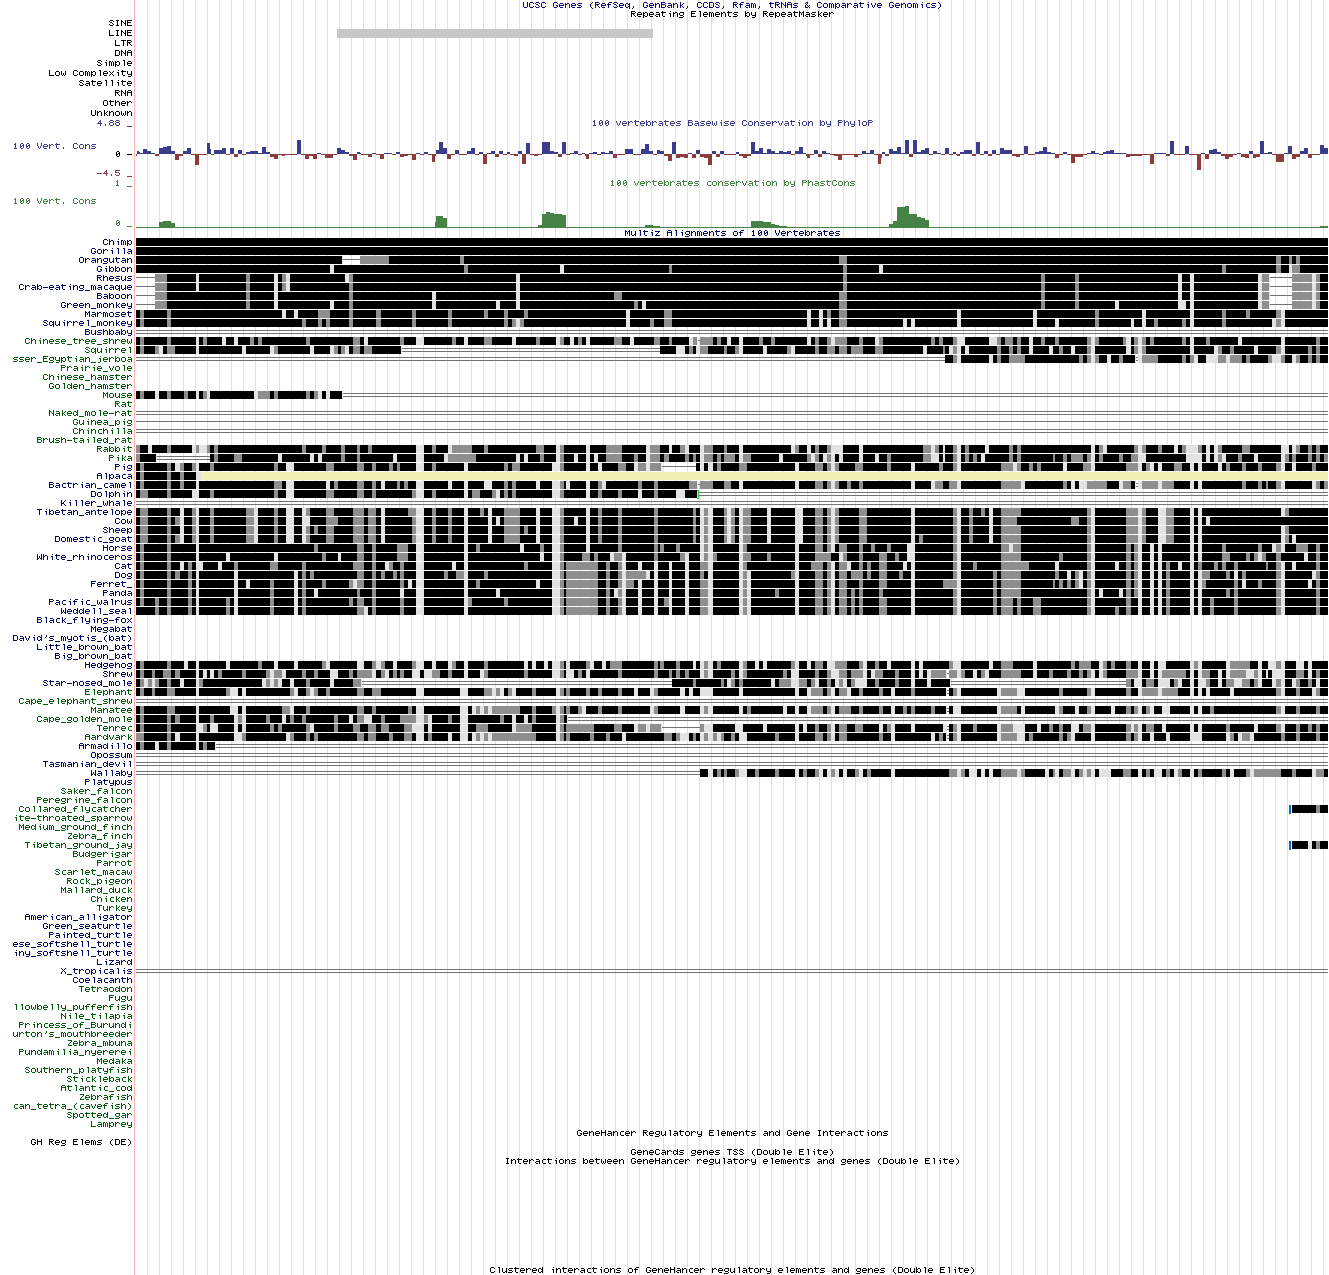 UCSC Genes (RefSeq, GenBank, CCDS, Rfam, tRNAs & Comparative Genomics)
Repeating Elements by RepeatMasker
SINE
LINE
LTR
DNA
Simple
Low Complexity
Satellite
RNA
Other
Unknown
4.88 _
100 vertebrates Basewise Conservation by PhyloP
100 Vert. Cons
0 _
-4.5 _
1 _
100 vertebrates conservation by PhastCons
100 Vert. Cons
0 _
Multiz Alignments of 100 Vertebrates
Chimp
Gorilla
Orangutan
Gibbon
Rhesus
Crab-eating_macaque
Baboon
Green_monkey
Marmoset
Squirrel_monkey
Bushbaby
Chinese_tree_shrew
Squirrel
sser_Egyptian_jerboa
Prairie_vole
Chinese_hamster
Golden_hamster
Mouse
Rat
Naked_mole-rat
Guinea_pig
Chinchilla
Brush-tailed_rat
Rabbit
Pika
Pig
Alpaca
Bactrian_camel
Dolphin
Killer_whale
Tibetan_antelope
Cow
Sheep
Domestic_goat
Horse
White_rhinoceros
Cat
Dog
Ferret_
Panda
Pacific_walrus
Weddell_seal
Black_flying-fox
Megabat
David's_myotis_(bat)
Little_brown_bat
Big_brown_bat
Hedgehog
Shrew
Star-nosed_mole
Elephant
Cape_elephant_shrew
Manatee
Cape_golden_mole
Tenrec
Aardvark
Armadillo
Opossum
Tasmanian_devil
Wallaby
Platypus
Saker_falcon
Peregrine_falcon
Collared_flycatcher
ite-throated_sparrow
Medium_ground_finch
Zebra_finch
Tibetan_ground_jay
Budgerigar
Parrot
Scarlet_macaw
Rock_pigeon
Mallard_duck
Chicken
Turkey
American_alligator
Green_seaturtle
Painted_turtle
ese_softshell_turtle
iny_softshell_turtle
Lizard
X_tropicalis
Coelacanth
Tetraodon
Fugu
llowbelly_pufferfish
Nile_tilapia
Princess_of_Burundi
urton's_mouthbreeder
Zebra_mbuna
Pundamilia_nyererei
Medaka
Southern_platyfish
Stickleback
Atlantic_cod
Zebrafish
can_tetra_(cavefish)
Spotted_gar
Lamprey
GeneHancer Regulatory Elements and Gene Interactions
GH Reg Elems (DE)
GeneCards genes TSS (Double Elite)
Interactions between GeneHancer regulatory elements and genes (Double Elite)
Clustered interactions of GeneHancer regulatory elements and genes (Double Elite)